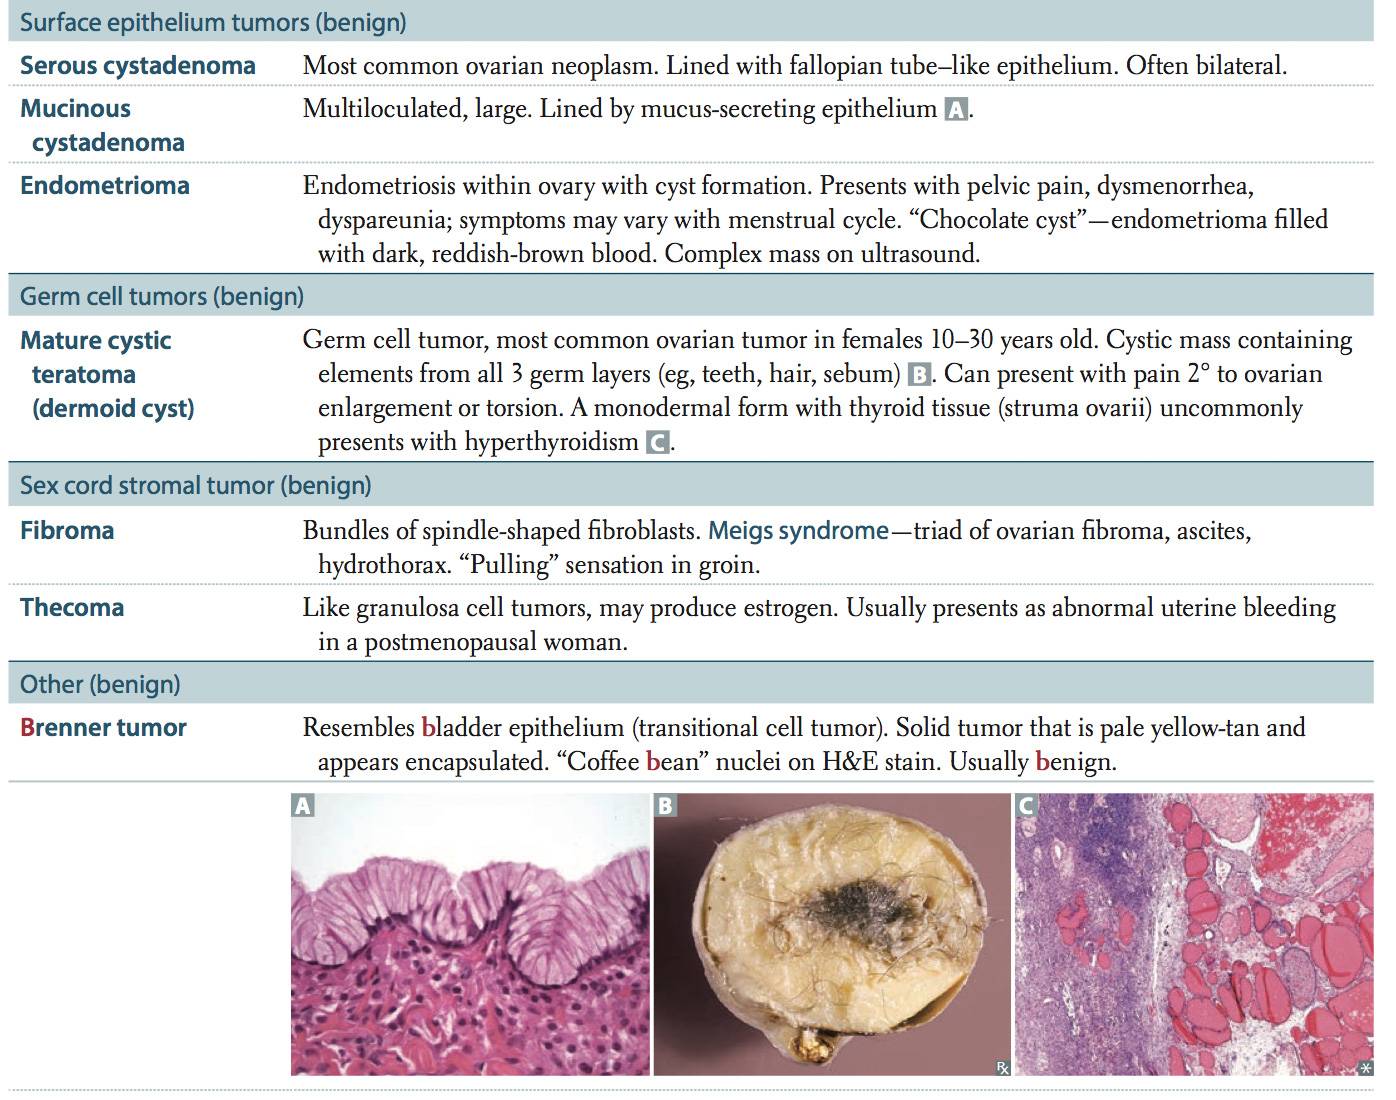 Surface epithelium tumors (benign)
Serous cystadenoma Most common ovarian neoplasm. Lined with fallopian tube–like epithelium. Often bilateral.
Mucinous cystadenoma Multiloculated, large. Lined by mucus-secreting epithelium A.
Endometrioma Endometriosis within ovary with cyst formation. Presents with pelvic pain, dysmenorrhea,
dyspareunia; symptoms may vary with menstrual cycle. “Chocolate cyst”—endometrioma filled
with dark, reddish-brown blood. Complex mass on ultrasound.
Germ cell tumors (benign)
Mature cystic
teratoma
(dermoid cyst)
Germ cell tumor, most common ovarian tumor in females 10–30 years old. Cystic mass containing
elements from all 3 germ layers (eg, teeth, hair, sebum) B. Can present with pain 2° to ovarian
enlargement or torsion. A monodermal form with thyroid tissue (struma ovarii) uncommonly
presents with hyperthyroidism C.
Sex cord stromal tumor (benign)
Fibroma Bundles of spindle-shaped fibroblasts. Meigs syndrome—triad of ovarian fibroma, ascites,
hydrothorax. “Pulling” sensation in groin.
Thecoma Like granulosa cell tumors, may produce estrogen. Usually presents as abnormal uterine bleeding
in a postmenopausal woman.
Other (benign)
Brenner tumor Resembles bladder epithelium (transitional cell tumor). Solid tumor that is pale yellow-tan and
appears encapsulated. “Coffee bean” nuclei on H&E stain. Usually benign.
A B C
℞ *